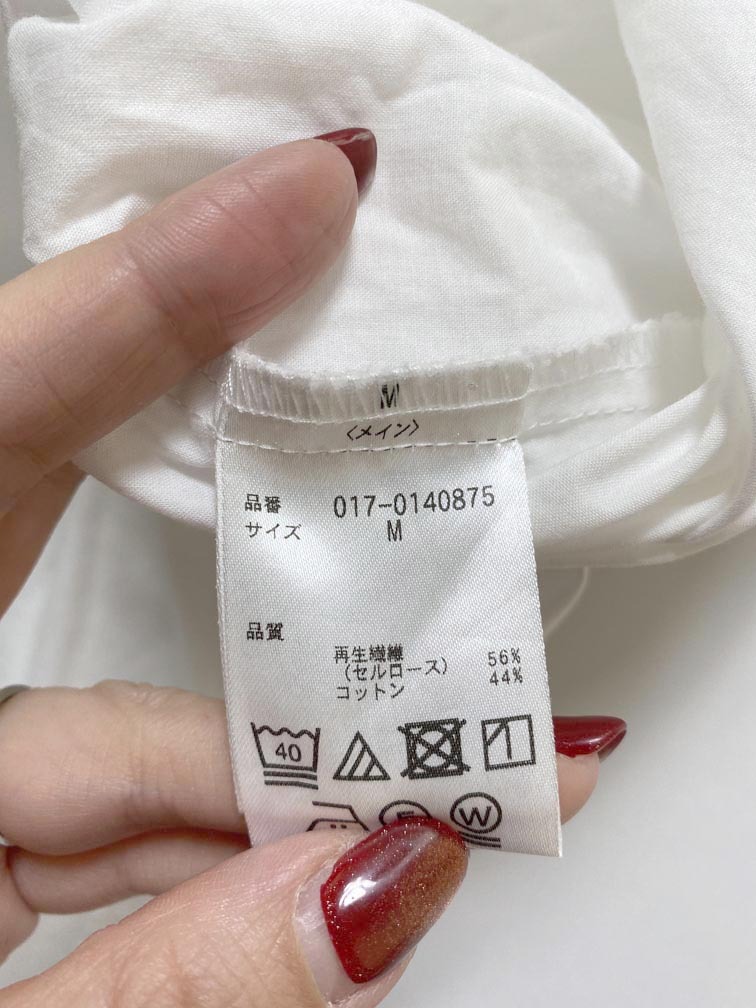 M
〈メイン〉
品番 017-0140875
サイズ M
品質
再生繊維
(セルロース) 56%
コットン 44%
40
W